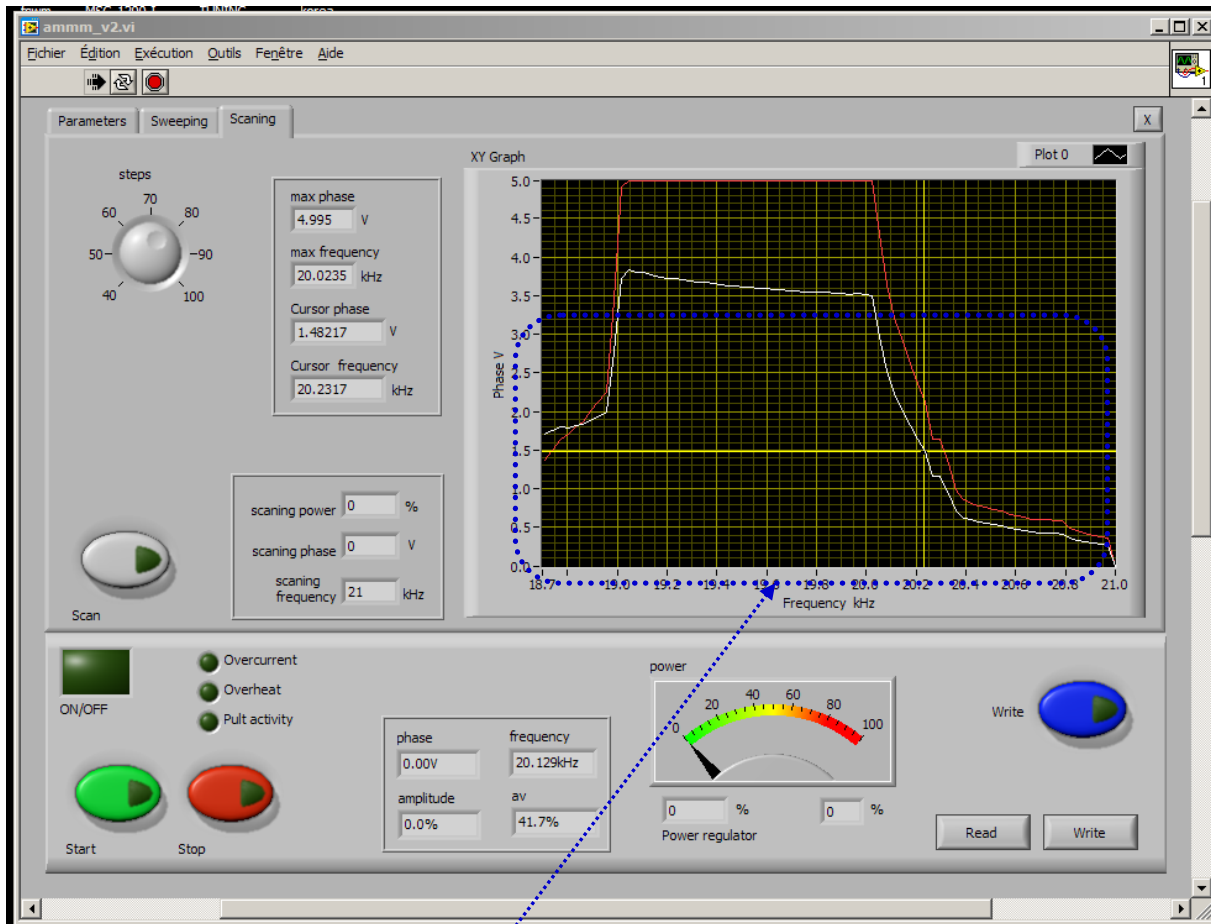 ammm_v2.vi
Fichier Édition Exécution Outils Fenêtre Aide
1
Parameters Sweeping Scaning
X
steps
40 50 60 70 80 90 100
max phase
4.995 V
max frequency
20.0235 kHz
Cursor phase
1.48217 V
Cursor frequency
20.2317 kHz
scaning power 0 %
scaning phase 0 V
scaning
frequency 21 kHz
Scan
XY Graph
Plot 0
Phase V
5.0
4.5
4.0
3.5
3.0
2.5
2.0
1.5
1.0
0.5
0.0
18.7 19.0 19.2 19.4 19.6 19.8 20.0 20.2 20.4 20.6 20.8 21.0
Frequency kHz
ON/OFF
Overcurrent
Overheat
Pult activity
Start Stop
phase frequency
0.00V 20.129kHz
amplitude av
0.0% 41.7%
power
0 20 40 60 80 100
0 % 0 %
Power regulator
Write
Read Write